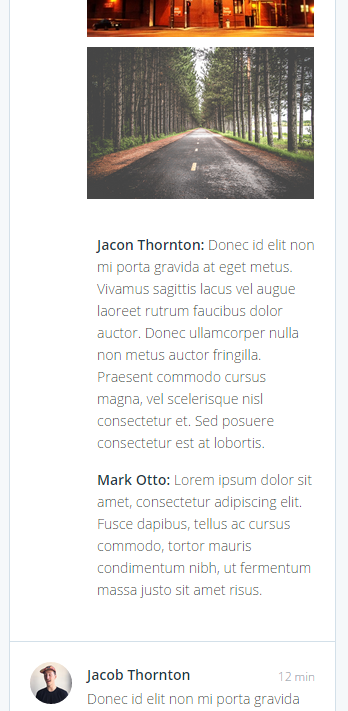 Jacon Thornton: Donec id elit non
mi porta gravida at eget metus.
Vivamus sagittis lacus vel augue
laoreet rutrum faucibus dolor
auctor. Donec ullamcorper nulla
non metus auctor fringilla.
Praesent commodo cursus
magna, vel scelerisque nisl
consectetur et. Sed posuere
consectetur est at lobortis.
Mark Otto: Lorem ipsum dolor sit
amet, consectetur adipiscing elit.
Fusce dapibus, tellus ac cursus
commodo, tortor mauris
condimentum nibh, ut fermentum
massa justo sit amet risus.
Jacob Thornton
12 min
Donec id elit non mi porta gravida